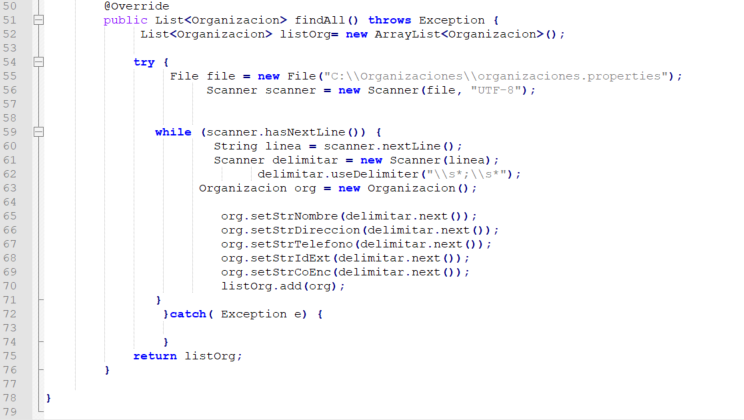 50 @Override
51 public List<Organizacion> findAll() throws Exception {
52 List<Organizacion> listOrg= new ArrayList<Organizacion>();
53
54 try {
55 File file = new File("C:\\Organizaciones\\organizaciones.properties");
56 Scanner scanner = new Scanner(file, "UTF-8");
57
58
59 while (scanner.hasNextLine()) {
60 String linea = scanner.nextLine();
61 Scanner delimitar = new Scanner(linea);
62 delimitar.useDelimiter("\\s*;\\s*");
63 Organizacion org = new Organizacion();
64
65 org.setStrNombre(delimitar.next());
66 org.setStrDireccion(delimitar.next());
67 org.setStrTelefono(delimitar.next());
68 org.setStrIdExt(delimitar.next());
69 org.setStrCoEnc(delimitar.next());
70 listOrg.add(org);
71 }
72 }catch( Exception e) {
73
74 }
75 return listOrg;
76 }
77
78 }
79